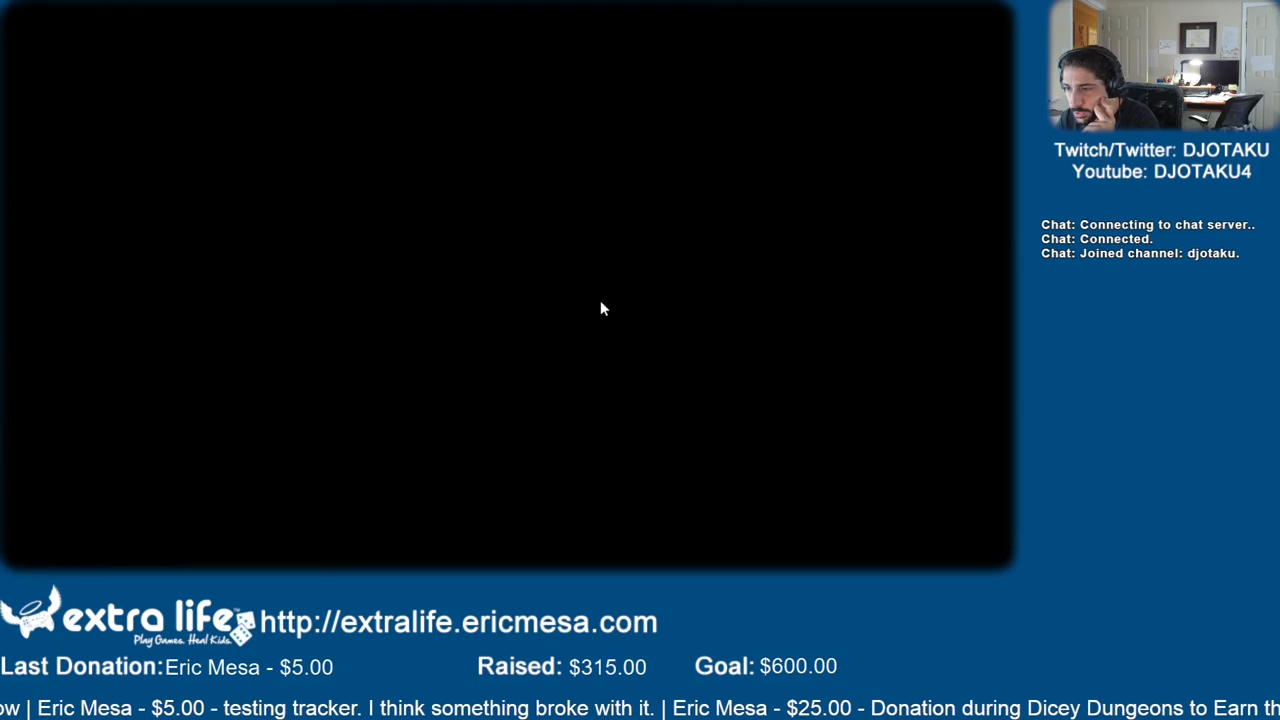 Twitch/Twitter: DJOTAKU
Youtube: DJOTAKU4
Chat: Connecting to chat server..
Chat: Connected.
Chat: Joined channel: djotaku.
extra life
Play Games. Heal Kids.
http://extralife.ericmesa.com
Last Donation: Eric Mesa - $5.00
Raised: $315.00
Goal: $600.00
ow | Eric Mesa - $5.00 - testing tracker. I think something broke with it. | Eric Mesa - $25.00 - Donation during Dicey Dungeons to Earn th